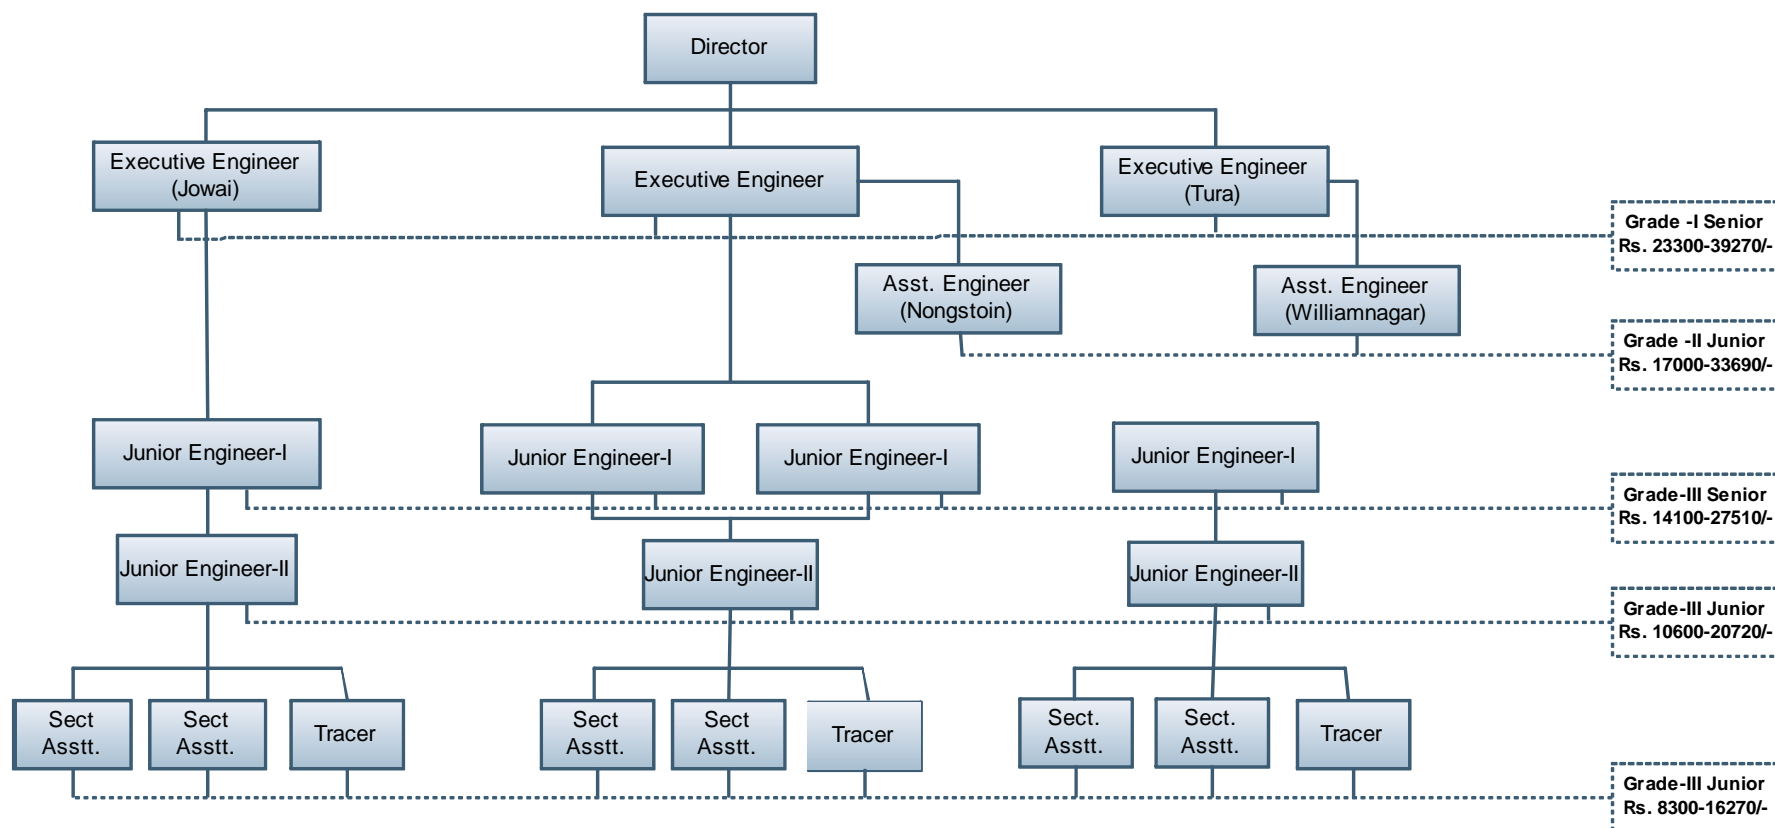 Director
Executive Engineer
(Jowai)
Executive Engineer
Executive Engineer
(Tura)
Grade -I Senior
Rs. 23300-39270/-
Asst. Engineer
(Nongstoin)
Asst. Engineer
(Williamnagar)
Grade -II Junior
Rs. 17000-33690/-
Junior Engineer-I
Junior Engineer-I
Junior Engineer-I
Junior Engineer-I
Grade-III Senior
Rs. 14100-27510/-
Junior Engineer-II
Junior Engineer-II
Junior Engineer-II
Grade-III Junior
Rs. 10600-20720/-
Sect
Asstt.
Sect
Asstt.
Tracer
Sect
Asstt.
Sect
Asstt.
Tracer
Sect.
Asstt.
Sect.
Asstt.
Tracer
Grade-III Junior
Rs. 8300-16270/-